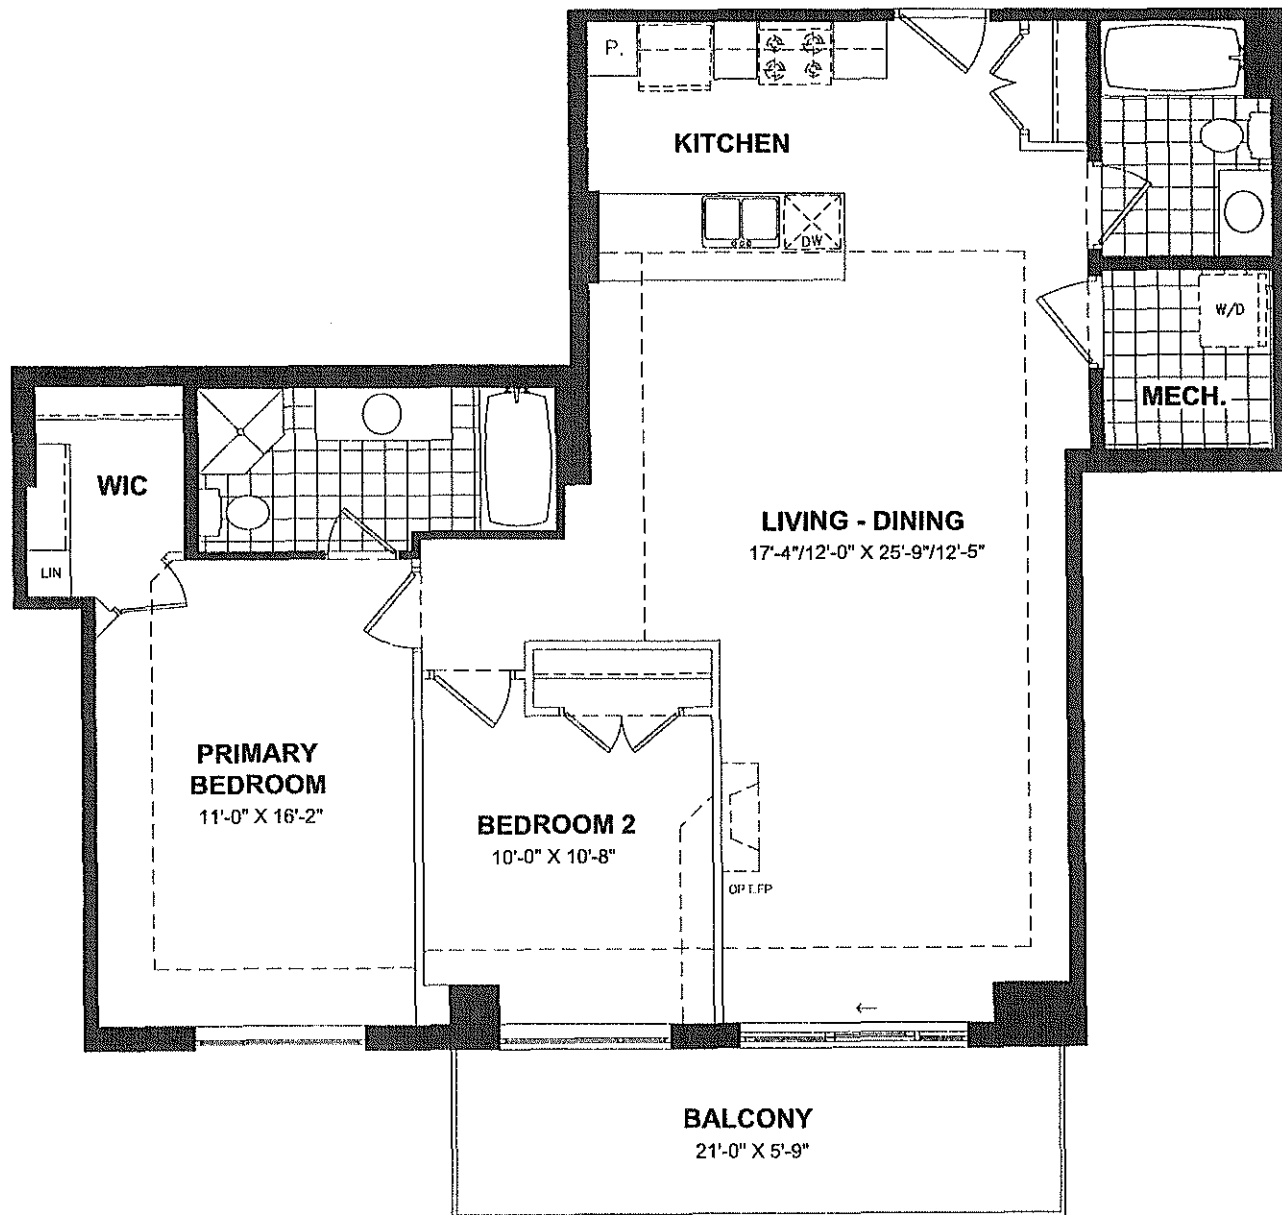 P.
KITCHEN
DW
W/D
MECH.
WIC
LIN
LIVING - DINING
17'-4"/12'-0" X 25'-9"/12'-5"
PRIMARY
BEDROOM
11'-0" X 16'-2"
BEDROOM 2
10'-0" X 10'-8"
OPT.FP
BALCONY
21'-0" X 5'-9"